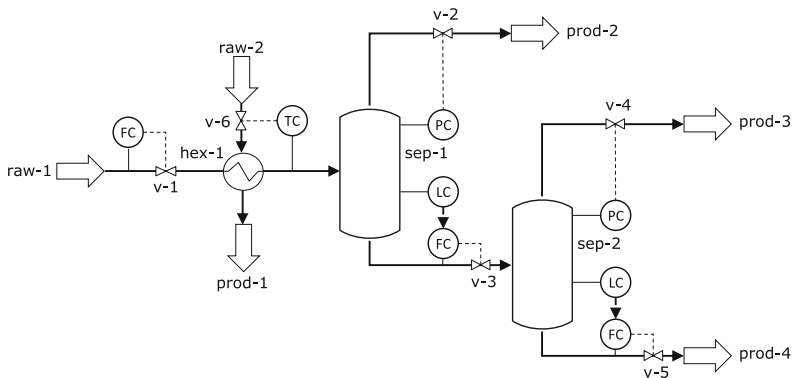 v-2
prod-2
raw-2
v-4
prod-3
FC
v-6
TC
PC
hex-1
sep-1
raw-1
v-1
LC
PC
FC
sep-2
prod-1
v-3
LC
FC
prod-4
v-5